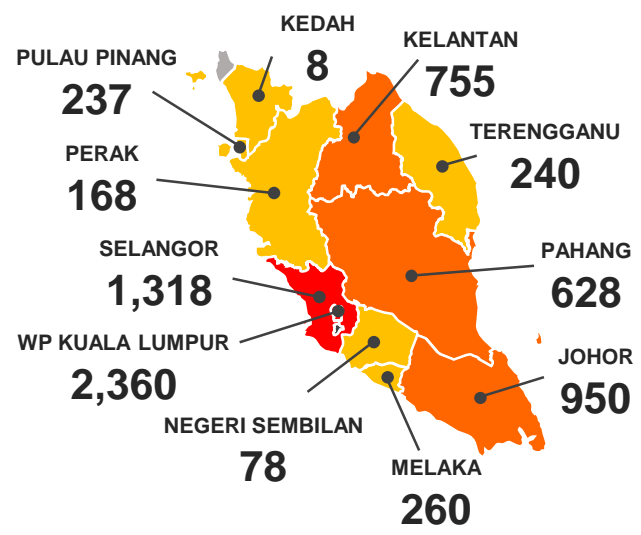 KEDAH
8
KELANTAN
755
PULAU PINANG
237
TERENGGANU
240
PERAK
168
SELANGOR
1,318
PAHANG
628
WP KUALA LUMPUR
2,360
JOHOR
950
NEGERI SEMBILAN
78
MELAKA
260